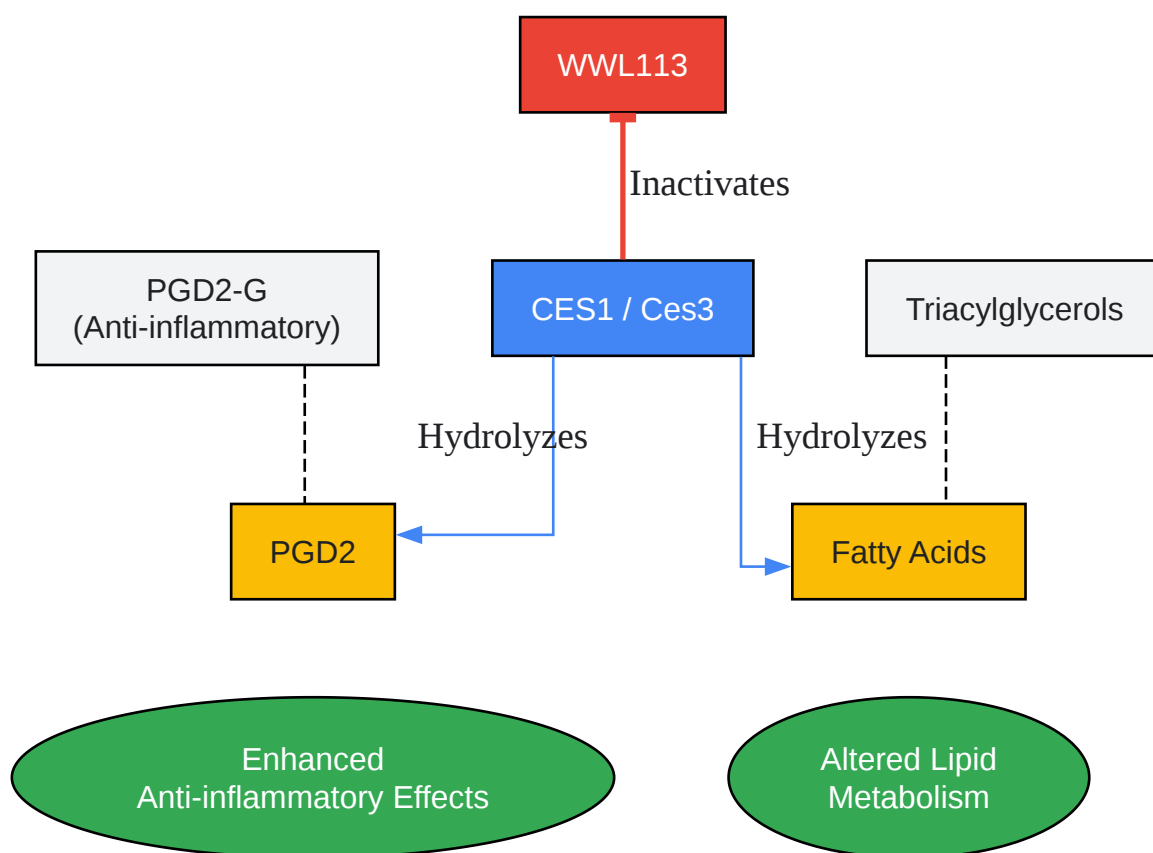 WWL113
Inactivates
PGD2-G
(Anti-inflammatory)
CES1 / Ces3
Triacylglycerols
Hydrolyzes
Hydrolyzes
PGD2
Fatty Acids
Enhanced
Anti-inflammatory Effects
Altered Lipid
Metabolism